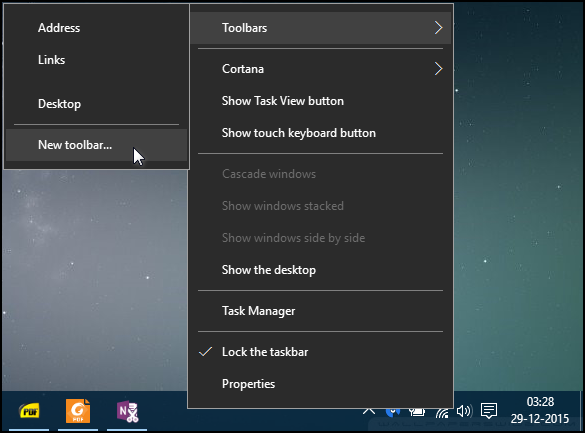 Address
Links
Desktop
New toolbar...
Toolbars
Cortana
Show Task View button
Show touch keyboard button
Cascade windows
Show windows stacked
Show windows side by side
Show the desktop
Task Manager
Lock the taskbar
Properties
PDF
PDF
N
03:28
29-12-2015